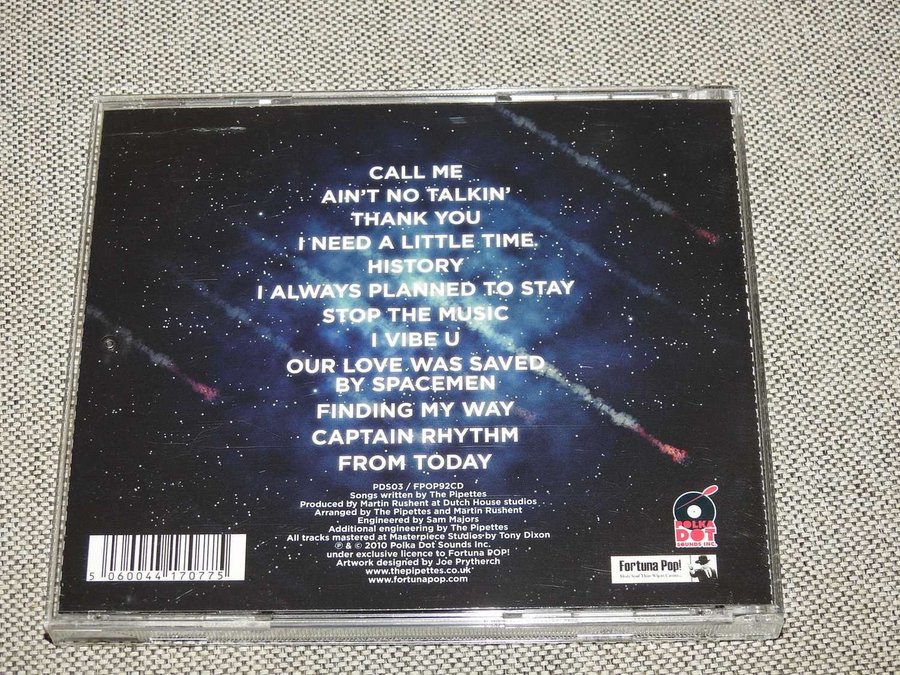 CALL ME
AIN'T NO TALKIN'
THANK YOU
I NEED A LITTLE TIME
HISTORY
I ALWAYS PLANNED TO STAY
STOP THE MUSIC
I VIBE U
OUR LOVE WAS SAVED
BY SPACEMEN
FINDING MY WAY
CAPTAIN RHYTHM
FROM TODAY
PDS03 / FPOP92CD
Songs written by The Pipettes
Produced by Martin Rushent at Dutch House studios
Arranged by The Pipettes and Martin Rushent
Engineered by Sam Majors
Additional engineering by The Pipettes
All tracks mastered at Masterpiece Studies by Tony Dixon
℗ & © 2010 Polka Dot Sounds Inc.
under exclusive licence to Fortuna POP!
Artwork designed by Joe Prytherch
www.thepipettes.co.uk
www.fortunapop.com
5 060044 170775
POLKA
DOT
SOUNDS INC.
Fortuna Pop!